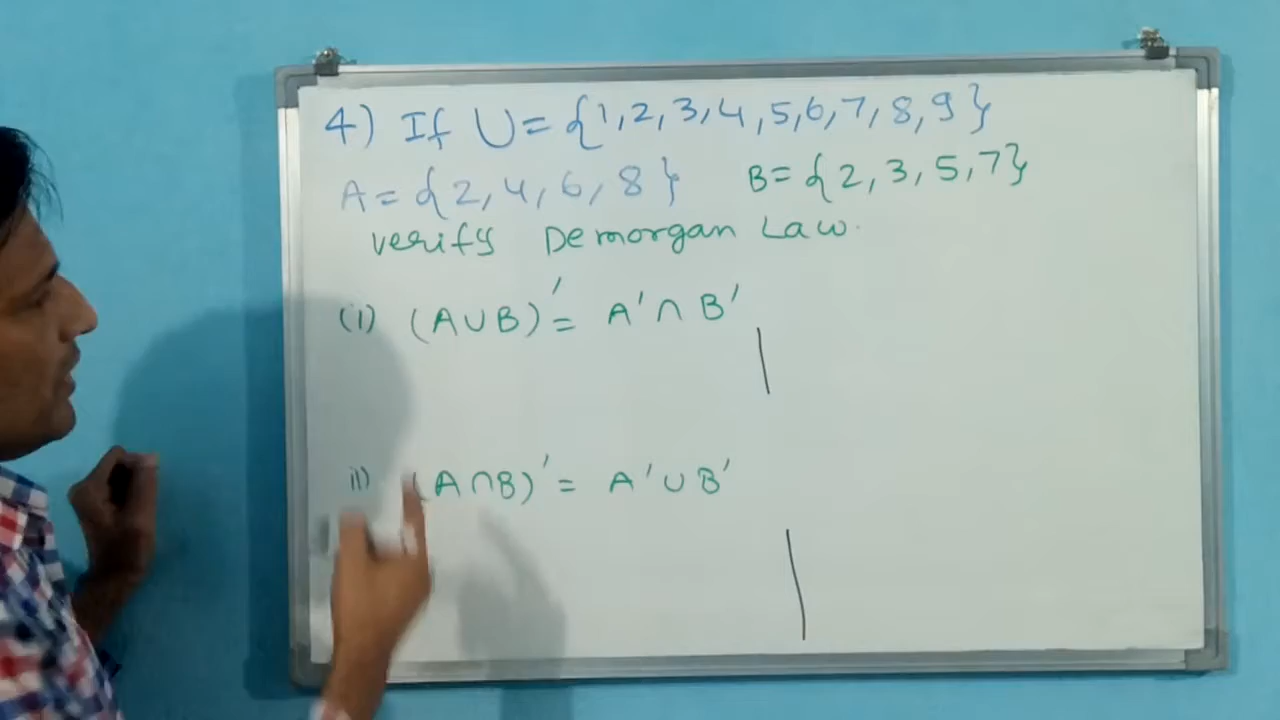 4) If U = {1,2,3,4,5,6,7,8,9}
A = {2,4,6,8} B = {2,3,5,7}
verify Demorgan Law.
(i) (A∪B)′ = A′∩B′
ii) (A∩B)′ = A′∪B′